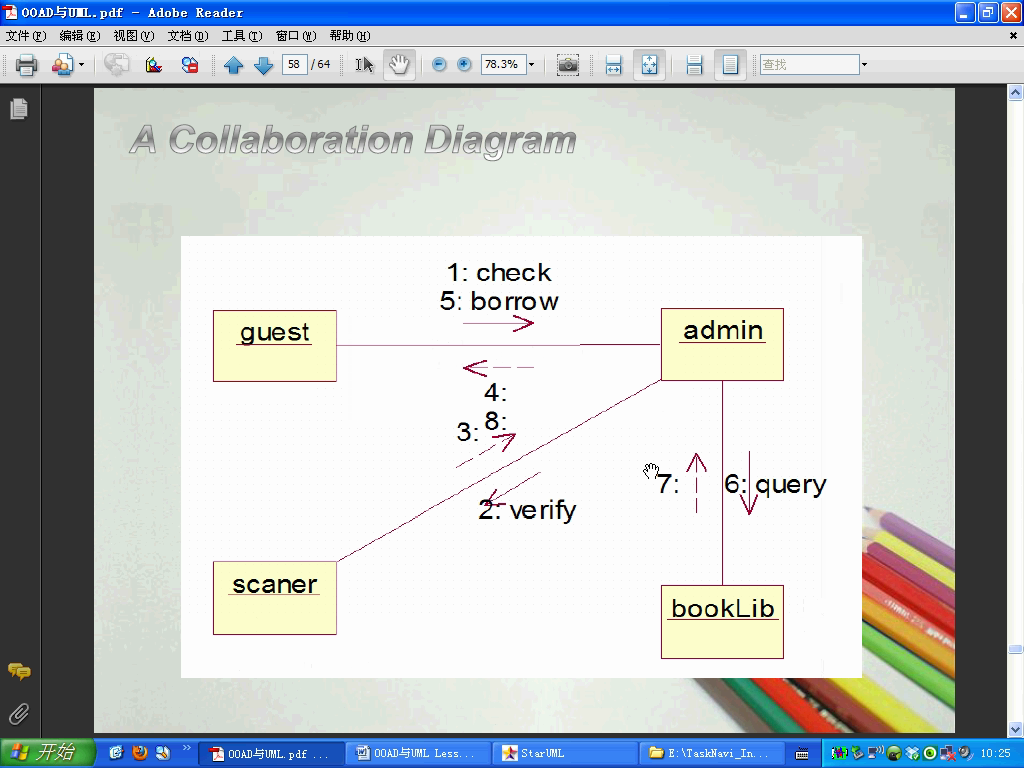 OOAD与UML.pdf - Adobe Reader
文件(F) 编辑(E) 视图(V) 文档(D) 工具(T) 窗口(W) 帮助(H)
58 / 64 78.3% 查找
A Collaboration Diagram
1: check
5: borrow
guest
admin
4:
8:
3:
7:
6: query
2: verify
scaner
bookLib
开始 OOAD与UML.pdf ... OOAD与UML Less... StarUML E:\TaskNavi_In... 10:25